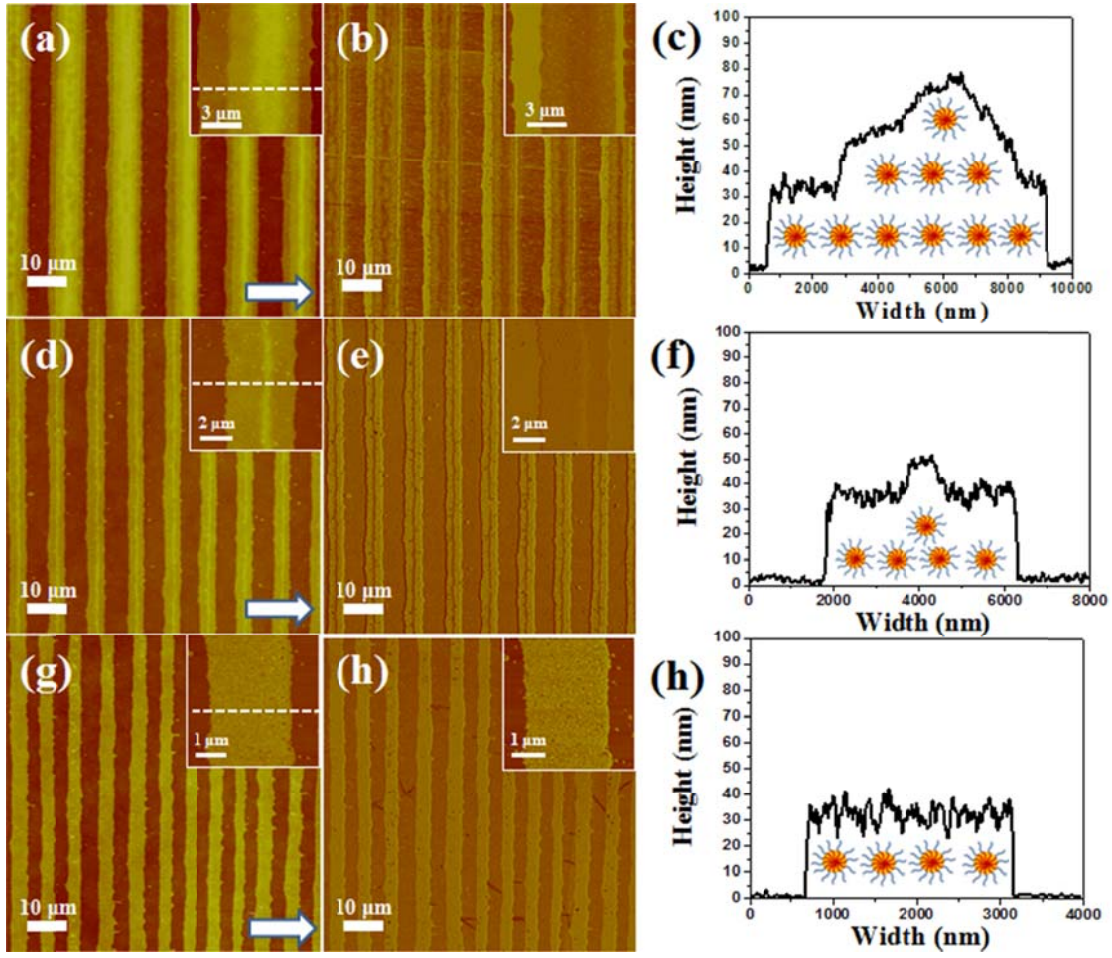 (a)
3 µm
10 µm
(b)
3 µm
10 µm
(c)
Height (nm)
100
90
80
70
60
50
40
30
20
10
0
0 2000 4000 6000 8000 10000
Width (nm)
(d)
2 µm
10 µm
(e)
2 µm
10 µm
(f)
Height (nm)
100
90
80
70
60
50
40
30
20
10
0
0 2000 4000 6000 8000
Width (nm)
(g)
1 µm
10 µm
(h)
1 µm
10 µm
(h)
Height (nm)
100
90
80
70
60
50
40
30
20
10
0
0 1000 2000 3000 4000
Width (nm)